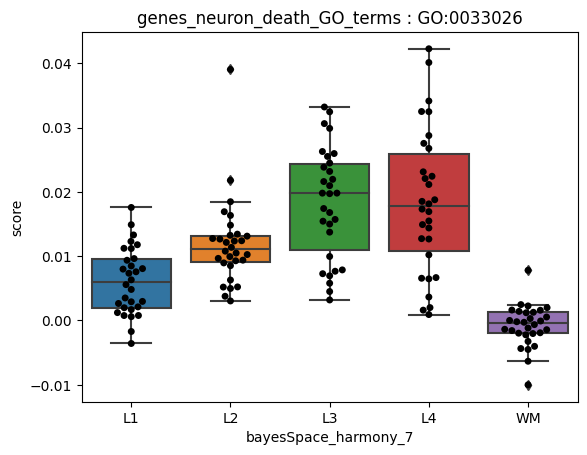 genes_neuron_death_GO_terms : GO:0033026
score
0.04
0.03
0.02
0.01
0.00
−0.01
L1 L2 L3 L4 WM
bayesSpace_harmony_7